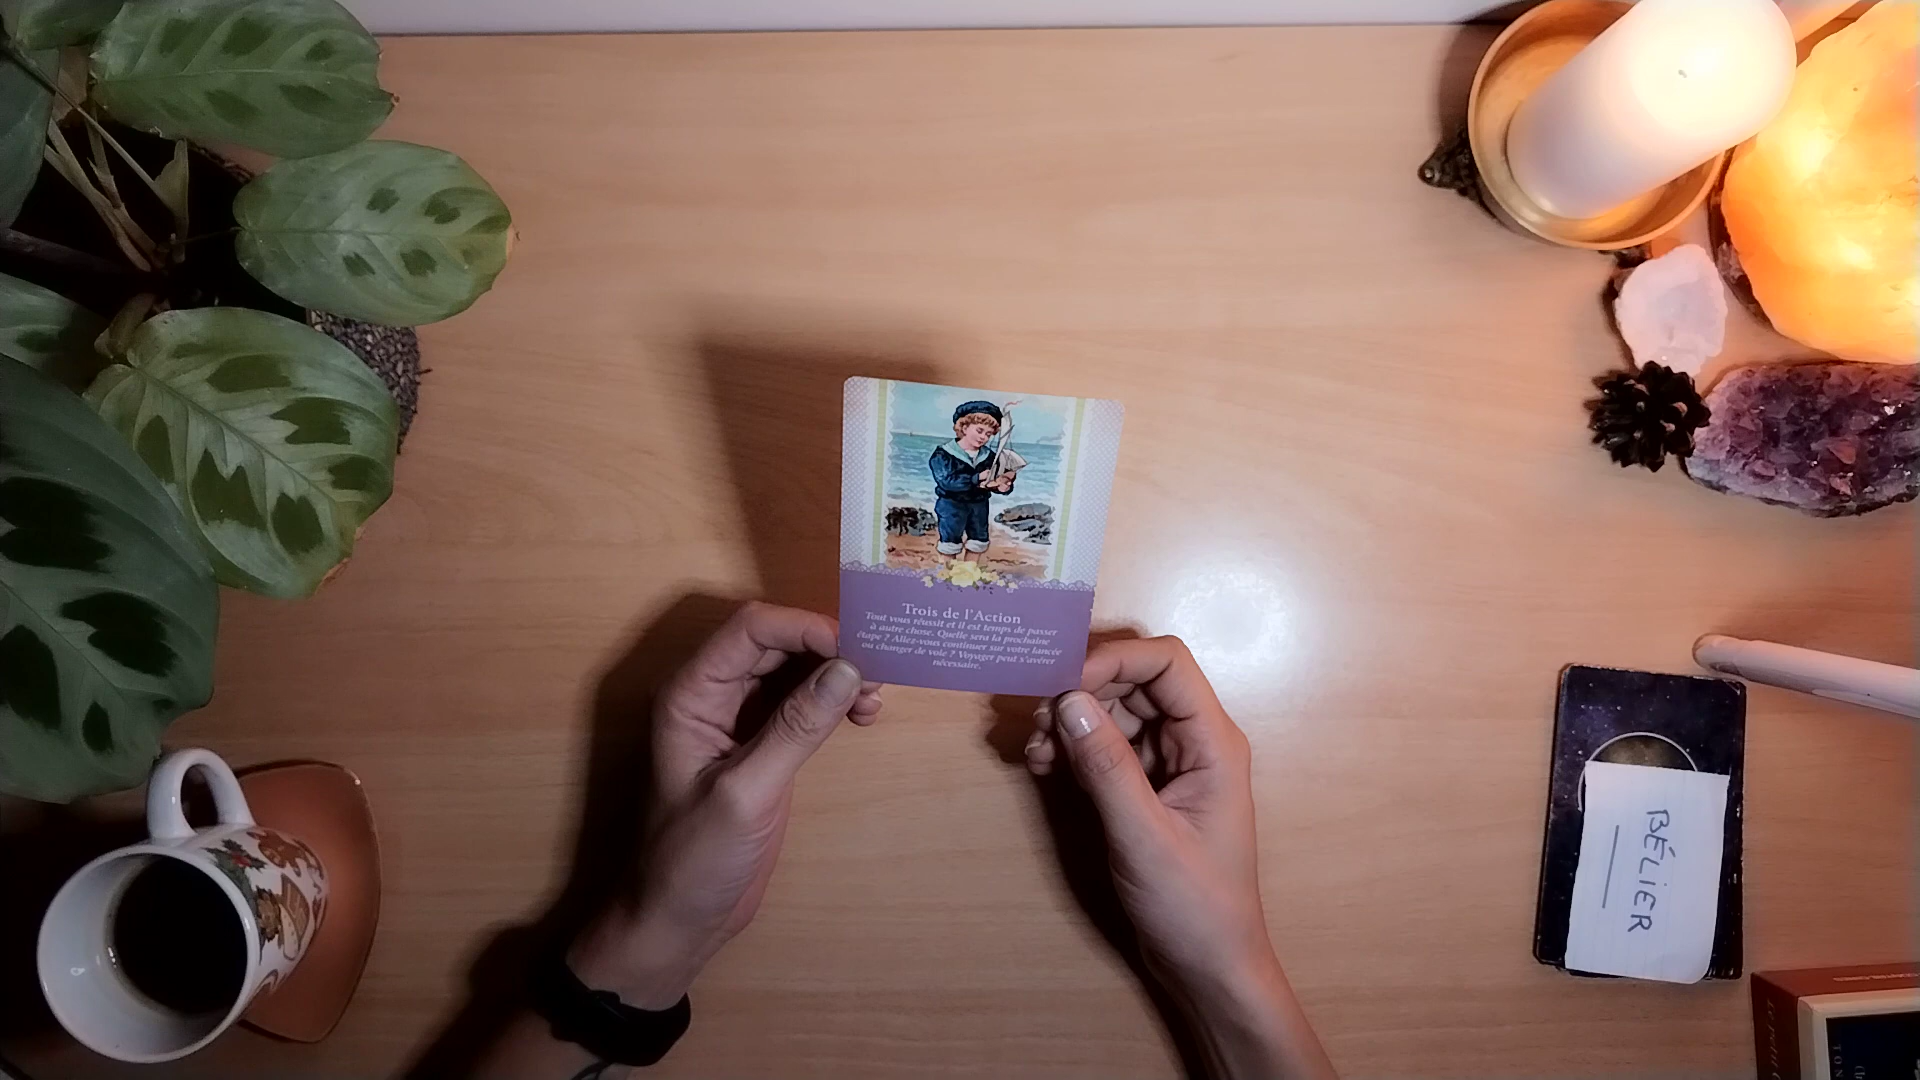 Trois de l'Action
Tout vous réussit et il est temps de passer
à autre chose. Quelle sera la prochaine
étape ? Allez-vous continuer sur votre lancée
ou changer de voie ? Voyager peut s'avérer
nécessaire.
BÉLIER